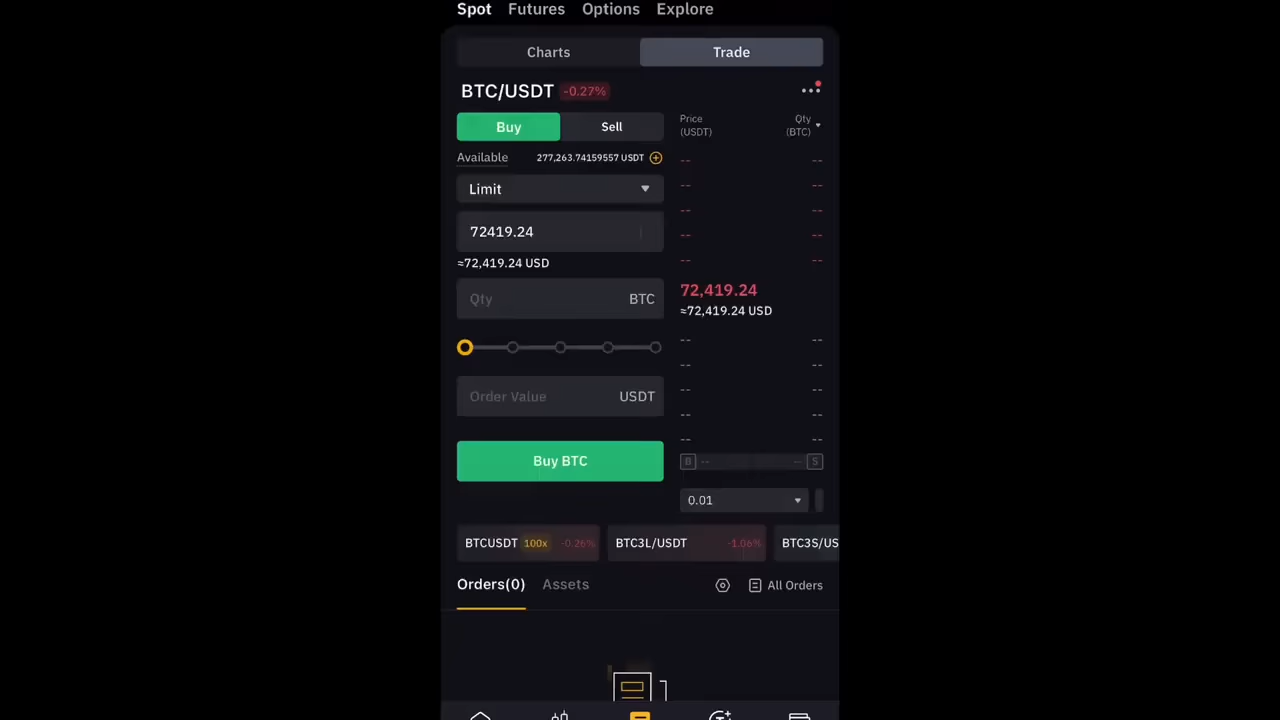 Spot Futures Options Explore
Charts Trade
BTC/USDT -0.27%
Buy Sell
Available 277,263.74159557 USDT
Limit
72419.24
≈72,419.24 USD
Qty BTC
Order Value USDT
Buy BTC
Price Qty
(USDT) (BTC)
-- --
-- --
-- --
-- --
-- --
72,419.24
≈72,419.24 USD
-- --
-- --
-- --
-- --
-- --
B -- -- S
0.01
BTCUSDT 100x -0.26% BTC3L/USDT -1.06% BTC3S/US
Orders(0) Assets All Orders